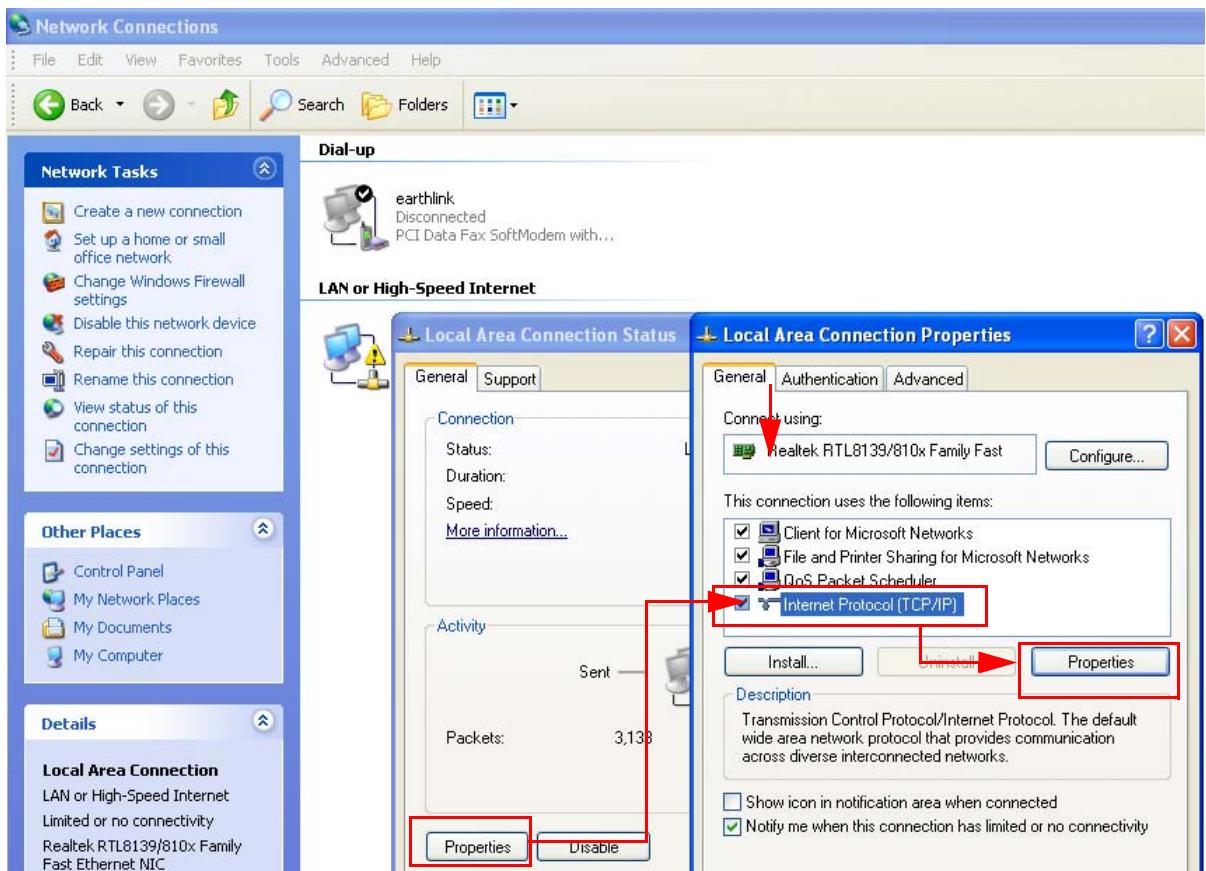 Network Connections
File Edit View Favorites Tools Advanced Help
Back Search Folders
Network Tasks
Create a new connection
Set up a home or small
office network
Change Windows Firewall
settings
Disable this network device
Repair this connection
Rename this connection
View status of this
connection
Change settings of this
connection
Other Places
Control Panel
My Network Places
My Documents
My Computer
Details
Local Area Connection
LAN or High-Speed Internet
Limited or no connectivity
Realtek RTL8139/810x Family
Fast Ethernet NIC
Dial-up
earthlink
Disconnected
PCI Data Fax SoftModem with...
LAN or High-Speed Internet
Local Area Connection Status
General Support
Connection
Status: L
Duration:
Speed:
More information...
Activity
Sent
Packets: 3,133
Properties Disable
Local Area Connection Properties
General Authentication Advanced
Connect using:
Realtek RTL8139/810x Family Fast
Configure...
This connection uses the following items:
Client for Microsoft Networks
File and Printer Sharing for Microsoft Networks
QoS Packet Scheduler
Internet Protocol (TCP/IP)
Install... Uninstall Properties
Description
Transmission Control Protocol/Internet Protocol. The default
wide area network protocol that provides communication
across diverse interconnected networks.
Show icon in notification area when connected
Notify me when this connection has limited or no connectivity